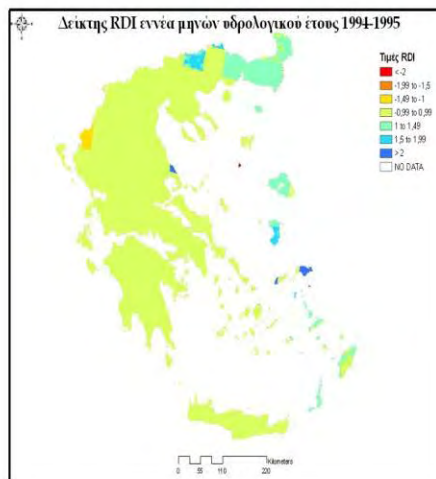 Δείκτης RDI εννέα μηνών υδρολογικού έτους 1994-1995
Τιμές RDI
< -2
-1,99 to -1,5
-1,49 to -1
-0,99 to 0,99
1 to 1,49
1,5 to 1,99
> 2
NO DATA
Kilometers
0 55 110 220